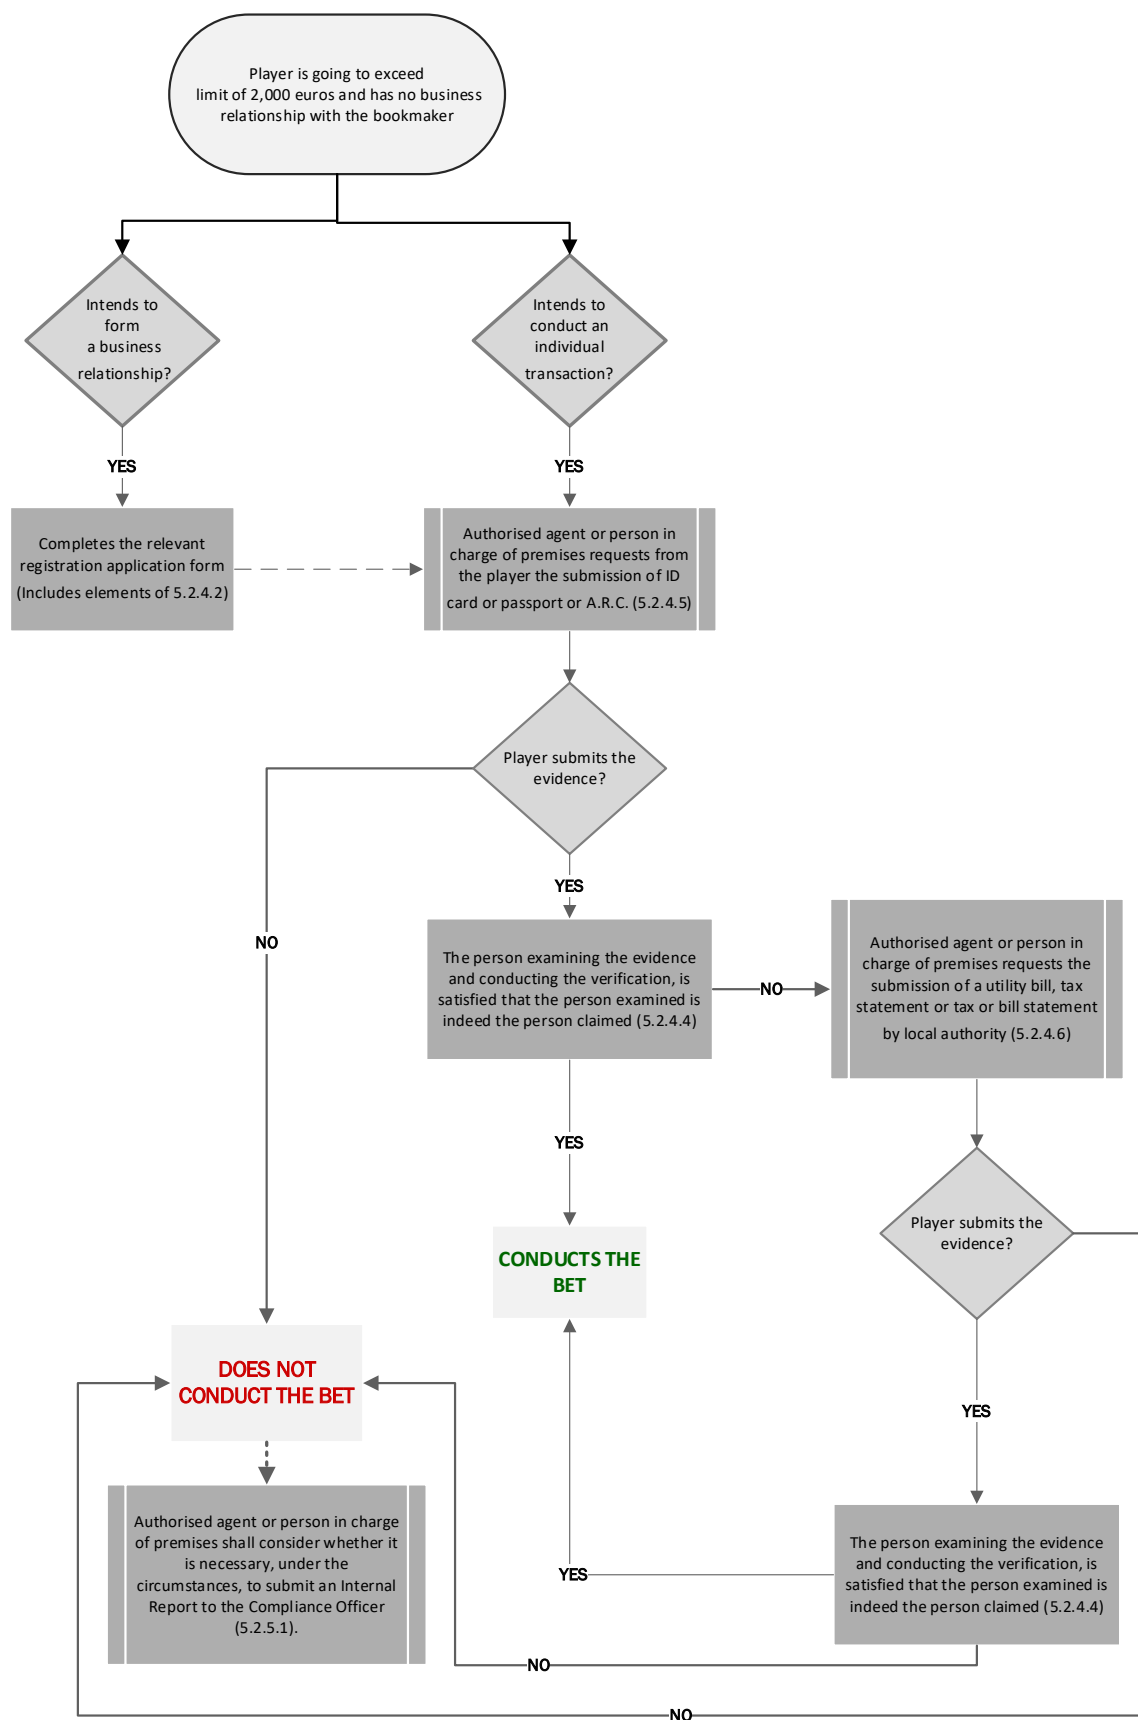 Player is going to exceed
limit of 2,000 euros and has no business
relationship with the bookmaker
Intends to
form
a business
relationship?
Intends to
conduct an
individual
transaction?
YES
YES
Completes the relevant
registration application form
(Includes elements of 5.2.4.2)
Authorised agent or person in
charge of premises requests from
the player the submission of ID
card or passport or A.R.C. (5.2.4.5)
Player submits the
evidence?
YES
NO
The person examining the evidence
and conducting the verification, is
satisfied that the person examined is
indeed the person claimed (5.2.4.4)
NO
Authorised agent or person in
charge of premises requests the
submission of a utility bill, tax
statement or tax or bill statement
by local authority (5.2.4.6)
YES
Player submits the
evidence?
CONDUCTS THE
BET
DOES NOT
CONDUCT THE BET
YES
Authorised agent or person in charge
of premises shall consider whether it
is necessary, under the
circumstances, to submit an Internal
Report to the Compliance Officer
(5.2.5.1).
The person examining the evidence
and conducting the verification, is
satisfied that the person examined is
indeed the person claimed (5.2.4.4)
YES
NO
NO